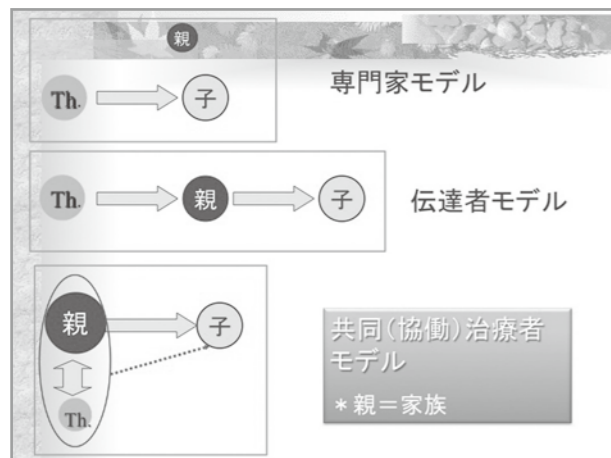 親
Th.
子
専門家モデル
Th.
親
子
伝達者モデル
親
子
Th.
共同(協働)治療者
モデル
＊親＝家族